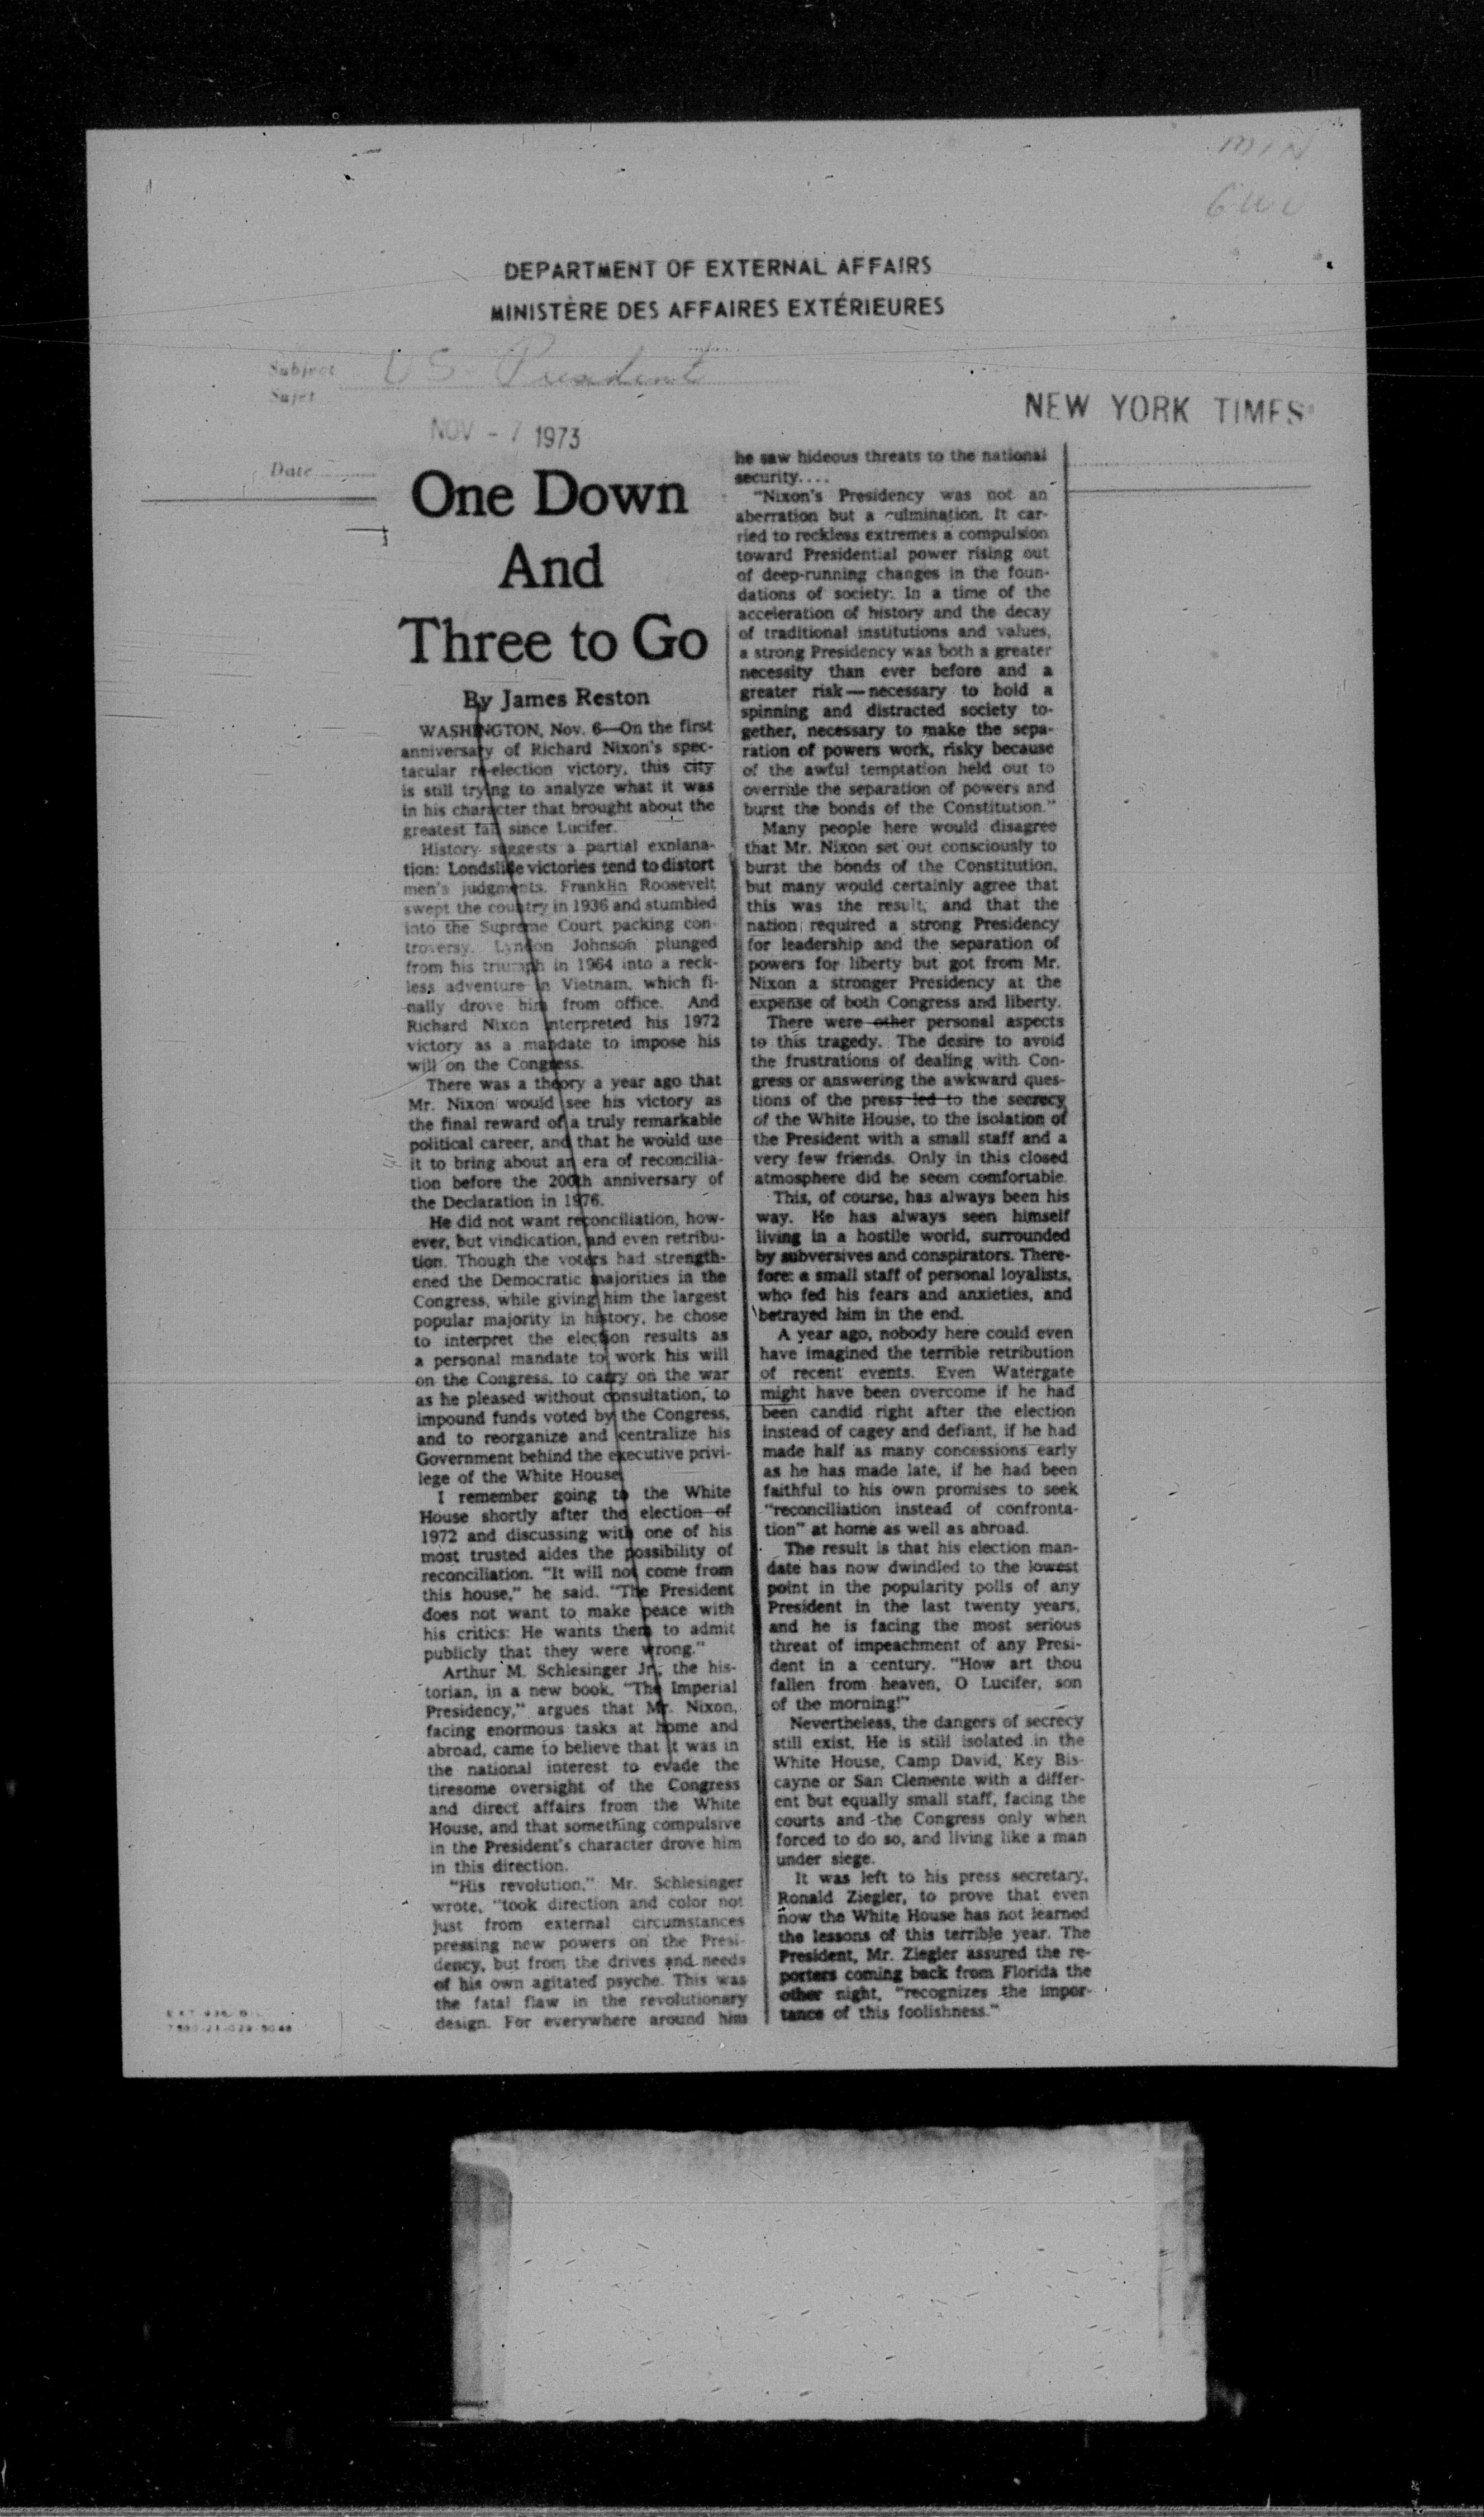 MIN
DEPARTMENT OF EXTERNAL AFFAIRS
MINISTÈRE DES AFFAIRES EXTÉRIEURES
Subject US President
Sujet
NEW YORK TIMES
NOV - 7 1973
Date
One Down
And
Three to Go
By James Reston
WASHINGTON, Nov. 6—On the first
anniversary of Richard Nixon's spec-
tacular re-election victory, this city
is still trying to analyze what it was
in his character that brought about the
greatest fall since Lucifer.
History suggests a partial explana-
tion: Londslide victories tend to distort
men's judgments. Franklin Roosevelt
swept the country in 1936 and stumbled
into the Supreme Court packing con-
troversy. Lyndon Johnson plunged
from his triumph in 1964 into a reck-
less adventure in Vietnam, which fi-
nally drove him from office. And
Richard Nixon interpreted his 1972
victory as a mandate to impose his
will on the Congress.
There was a theory a year ago that
Mr. Nixon would see his victory as
the final reward of a truly remarkable
political career, and that he would use
it to bring about an era of reconcilia-
tion before the 200th anniversary of
the Declaration in 1976.
He did not want reconciliation, how-
ever, but vindication, and even retribu-
tion. Though the voters had strength-
ened the Democratic majorities in the
Congress, while giving him the largest
popular majority in history, he chose
to interpret the election results as
a personal mandate to work his will
on the Congress, to carry on the war
as he pleased without consultation, to
impound funds voted by the Congress,
and to reorganize and centralize his
Government behind the executive privi-
lege of the White House.
I remember going to the White
House shortly after the election of
1972 and discussing with one of his
most trusted aides the possibility of
reconciliation. "It will not come from
this house," he said. "The President
does not want to make peace with
his critics: He wants them to admit
publicly that they were wrong."
Arthur M. Schlesinger Jr., the his-
torian, in a new book, "The Imperial
Presidency," argues that Mr. Nixon,
facing enormous tasks at home and
abroad, came to believe that it was in
the national interest to evade the
tiresome oversight of the Congress
and direct affairs from the White
House, and that something compulsive
in the President's character drove him
in this direction.
"His revolution," Mr. Schlesinger
wrote, "took direction and color not
just from external circumstances
pressing new powers on the Presi-
dency, but from the drives and needs
of his own agitated psyche. This was
the fatal flaw in the revolutionary
design. For everywhere around him
he saw hideous threats to the national
security....
"Nixon's Presidency was not an
aberration but a culmination. It car-
ried to reckless extremes a compulsion
toward Presidential power rising out
of deep-running changes in the foun-
dations of society. In a time of the
acceleration of history and the decay
of traditional institutions and values,
a strong Presidency was both a greater
necessity than ever before and a
greater risk—necessary to hold a
spinning and distracted society to-
gether, necessary to make the sepa-
ration of powers work, risky because
of the awful temptation held out to
override the separation of powers and
burst the bonds of the Constitution."
Many people here would disagree
that Mr. Nixon set out consciously to
burst the bonds of the Constitution,
but many would certainly agree that
this was the result, and that the
nation required a strong Presidency
for leadership and the separation of
powers for liberty but got from Mr.
Nixon a stronger Presidency at the
expense of both Congress and liberty.
There were other personal aspects
to this tragedy. The desire to avoid
the frustrations of dealing with Con-
gress or answering the awkward ques-
tions of the press led to the secrecy
of the White House, to the isolation of
the President with a small staff and a
very few friends. Only in this closed
atmosphere did he seem comfortable.
This, of course, has always been his
way. He has always seen himself
living in a hostile world, surrounded
by subversives and conspirators. There-
fore: a small staff of personal loyalists,
who fed his fears and anxieties, and
betrayed him in the end.
A year ago, nobody here could even
have imagined the terrible retribution
of recent events. Even Watergate
might have been overcome if he had
been candid right after the election
instead of cagey and defiant, if he had
made half as many concessions early
as he has made late, if he had been
faithful to his own promises to seek
"reconciliation instead of confronta-
tion" at home as well as abroad.
The result is that his election man-
date has now dwindled to the lowest
point in the popularity polls of any
President in the last twenty years,
and he is facing the most serious
threat of impeachment of any Presi-
dent in a century. "How art thou
fallen from heaven, O Lucifer, son
of the morning!"
Nevertheless, the dangers of secrecy
still exist. He is still isolated in the
White House, Camp David, Key Bis-
cayne or San Clemente with a differ-
ent but equally small staff, facing the
courts and the Congress only when
forced to do so, and living like a man
under siege.
It was left to his press secretary,
Ronald Ziegler, to prove that even
now the White House has not learned
the lessons of this terrible year. The
President, Mr. Ziegler assured the re-
porters coming back from Florida the
other night, "recognizes the impor-
tance of this foolishness."